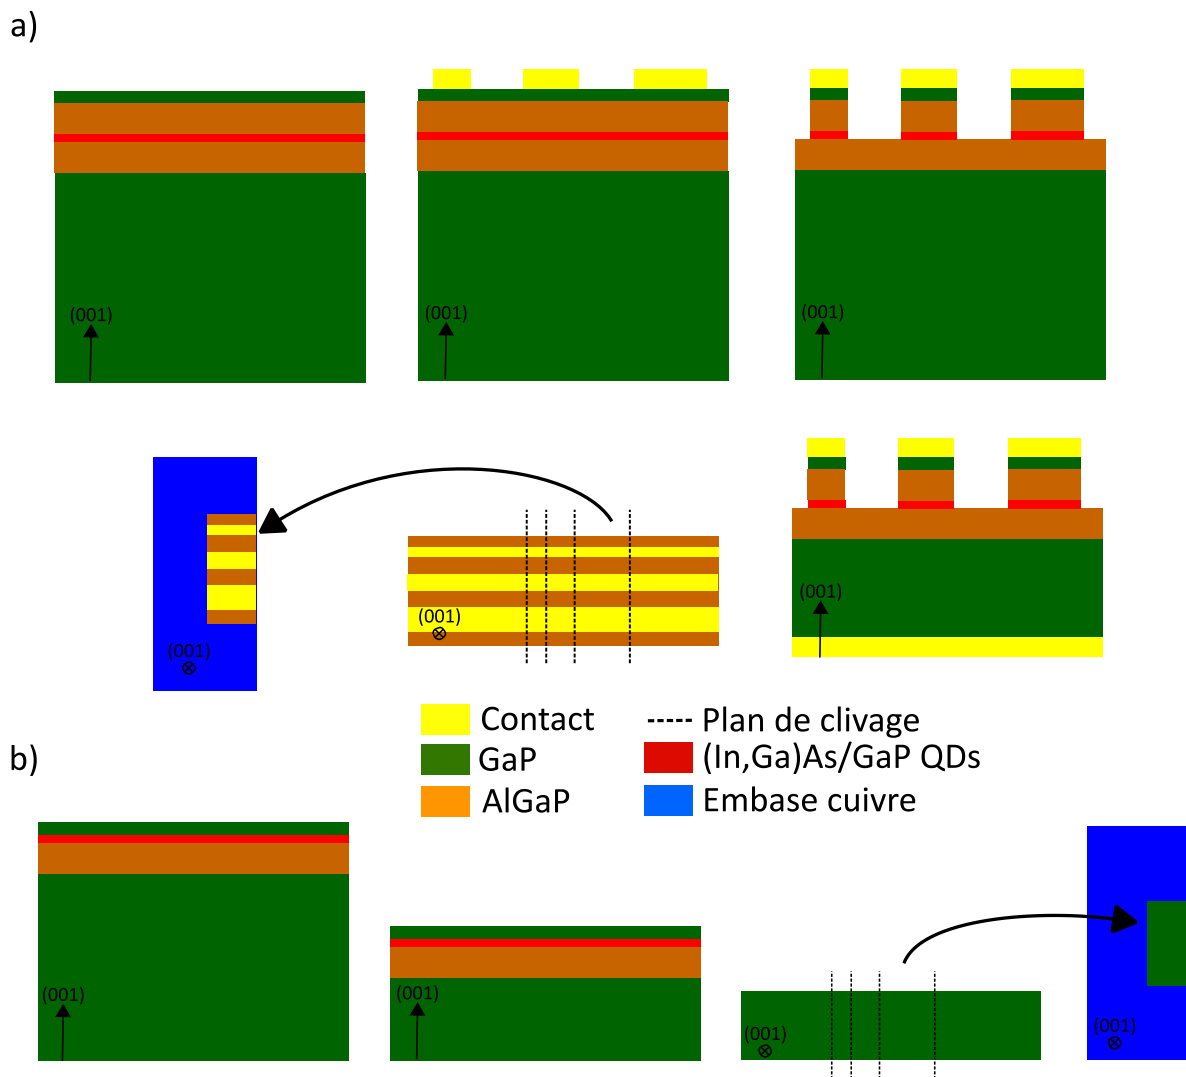 a)
(001)
(001)
(001)
(001)
(001)
(001)
Contact
Plan de clivage
GaP
(In,Ga)As/GaP QDs
AlGaP
Embase cuivre
b)
(001)
(001)
(001)
(001)